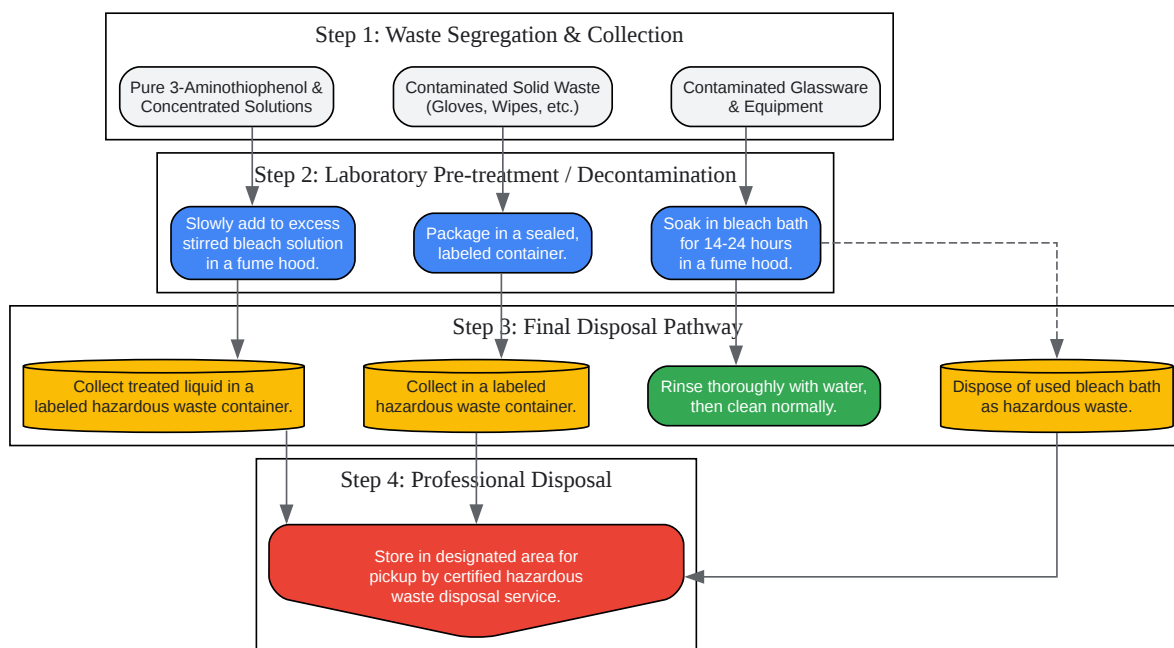 Step 1: Waste Segregation & Collection
Pure 3-Aminothiophenol &
Concentrated Solutions
Contaminated Solid Waste
(Gloves, Wipes, etc.)
Contaminated Glassware
& Equipment
Step 2: Laboratory Pre-treatment / Decontamination
Slowly add to excess
stirred bleach solution
in a fume hood.
Package in a sealed,
labeled container.
Soak in bleach bath
for 14-24 hours
in a fume hood.
Step 3: Final Disposal Pathway
Collect treated liquid in a
labeled hazardous waste container.
Collect in a labeled
hazardous waste container.
Rinse thoroughly with water,
then clean normally.
Dispose of used bleach bath
as hazardous waste.
Step 4: Professional Disposal
Store in designated area for
pickup by certified hazardous
waste disposal service.